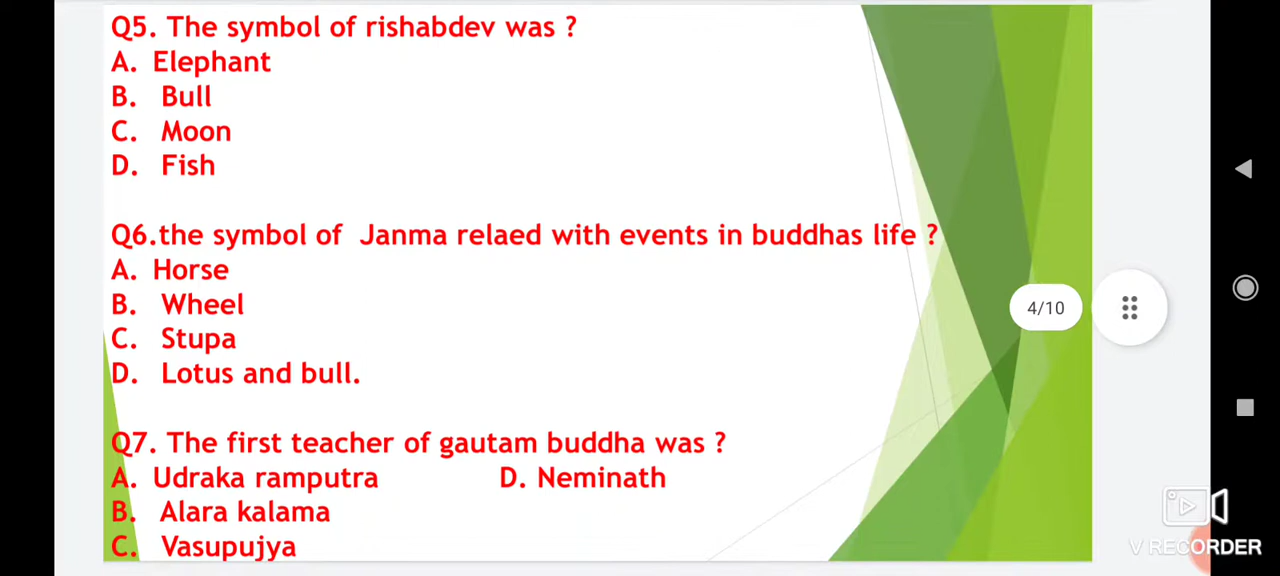 Q5. The symbol of rishabdev was ?
A. Elephant
B. Bull
C. Moon
D. Fish
Q6.the symbol of Janma relaed with events in buddhas life ?
A. Horse
B. Wheel
C. Stupa
D. Lotus and bull.
4/10
Q7. The first teacher of gautam buddha was ?
A. Udraka ramputra D. Neminath
B. Alara kalama
C. Vasupujya
V RECORDER